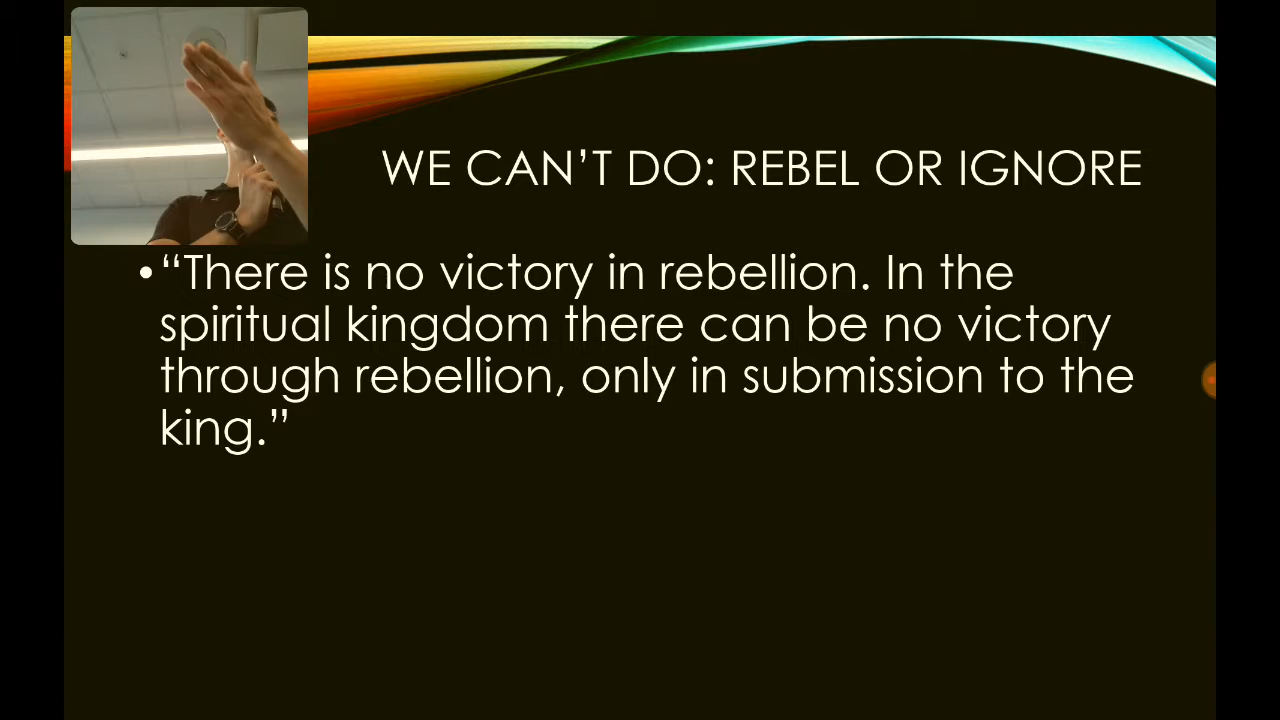 WE CAN’T DO: REBEL OR IGNORE
•“There is no victory in rebellion. In the
spiritual kingdom there can be no victory
through rebellion, only in submission to the
king.”